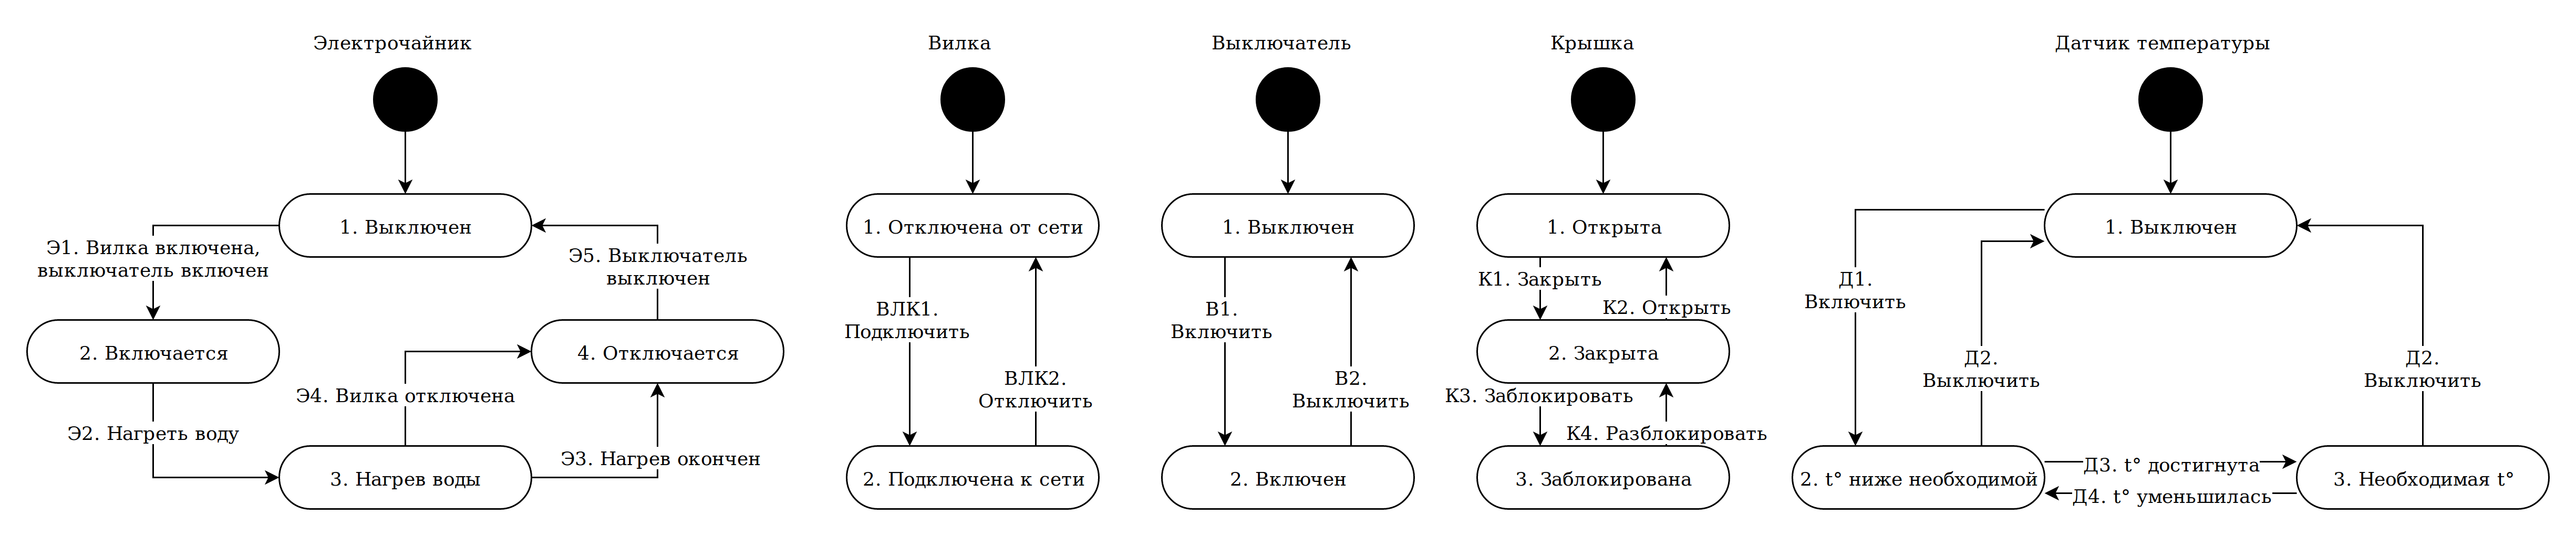 Электрочайник
1. Выключен
Э1. Вилка включена,
выключатель включен
Э5. Выключатель
выключен
2. Включается
4. Отключается
Э4. Вилка отключена
Э2. Нагреть воду
Э3. Нагрев окончен
3. Нагрев воды
Вилка
1. Отключена от сети
ВЛК1.
Подключить
ВЛК2.
Отключить
2. Подключена к сети
Выключатель
1. Выключен
В1.
Включить
В2.
Выключить
2. Включен
Крышка
1. Открыта
К1. Закрыть
К2. Открыть
2. Закрыта
К3. Заблокировать
К4. Разблокировать
3. Заблокирована
Датчик температуры
1. Выключен
Д1.
Включить
Д2.
Выключить
Д2.
Выключить
2. t° ниже необходимой
Д3. t° достигнута
Д4. t° уменьшилась
3. Необходимая t°